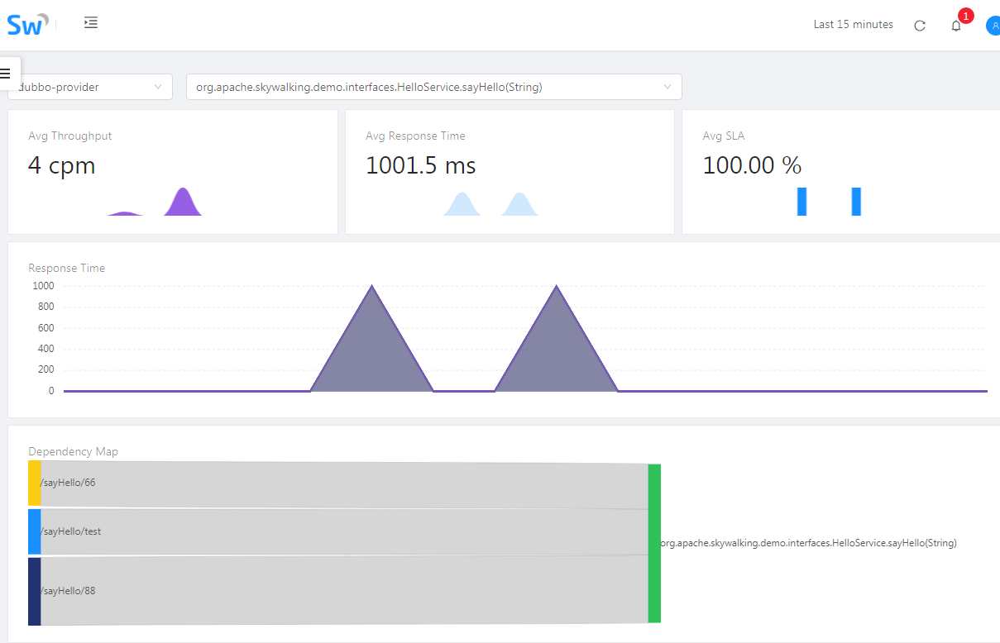 Sw
Last 15 minutes
1
dubbo-provider
org.apache.skywalking.demo.interfaces.HelloService.sayHello(String)
Avg Throughput
4 cpm
Avg Response Time
1001.5 ms
Avg SLA
100.00 %
Response Time
1000
800
600
400
200
0
Dependency Map
/sayHello/66
/sayHello/test
org.apache.skywalking.demo.interfaces.HelloService.sayHello(String)
/sayHello/88